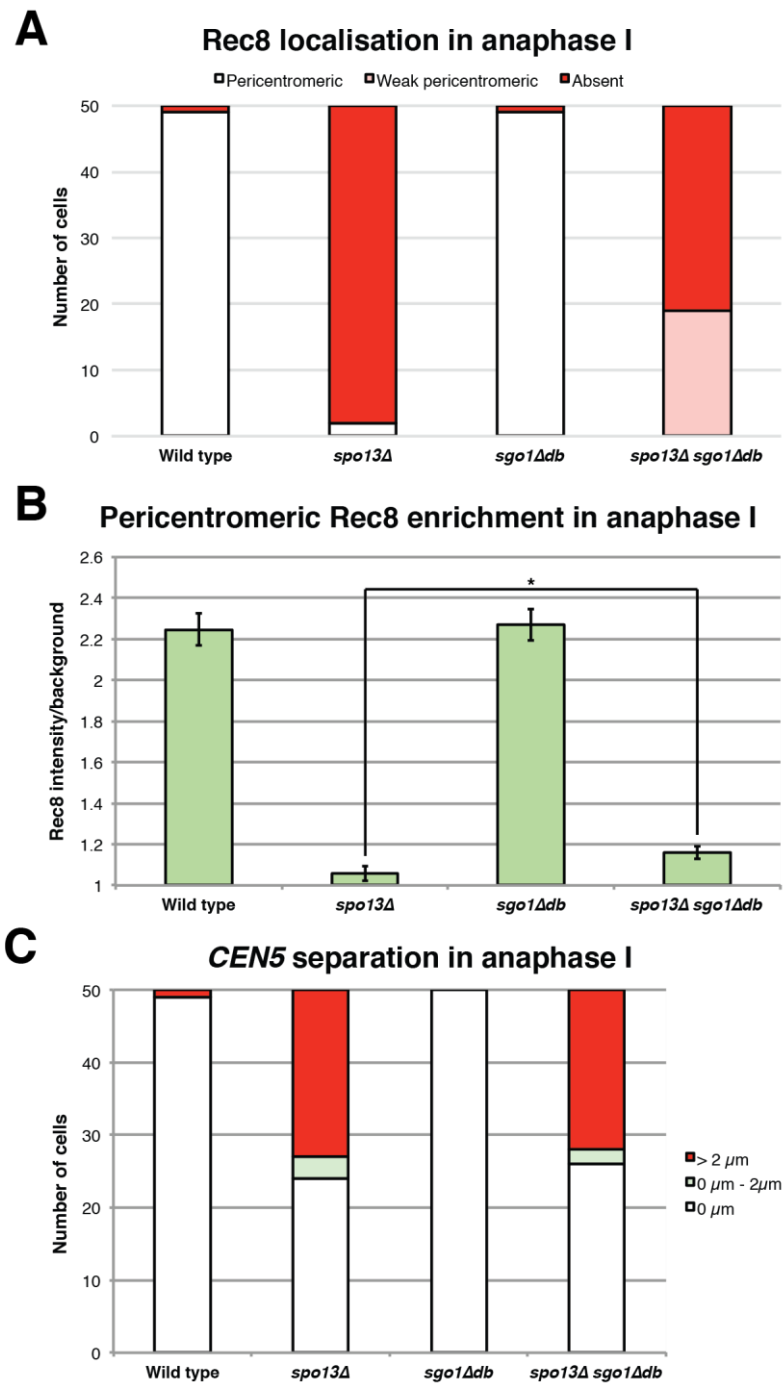 A
Rec8 localisation in anaphase I
Pericentromeric Weak pericentromeric Absent
Number of cells
50
40
30
20
10
0
Wild type spo13Δ sgo1Δdb spo13Δ sgo1Δdb
B
Pericentromeric Rec8 enrichment in anaphase I
Rec8 intensity/background
2.6
2.4
2.2
2
1.8
1.6
1.4
1.2
1
*
Wild type spo13Δ sgo1Δdb spo13Δ sgo1Δdb
C
CEN5 separation in anaphase I
Number of cells
50
40
30
20
10
0
> 2 µm
0 µm - 2µm
0 µm
Wild type spo13Δ sgo1Δdb spo13Δ sgo1Δdb